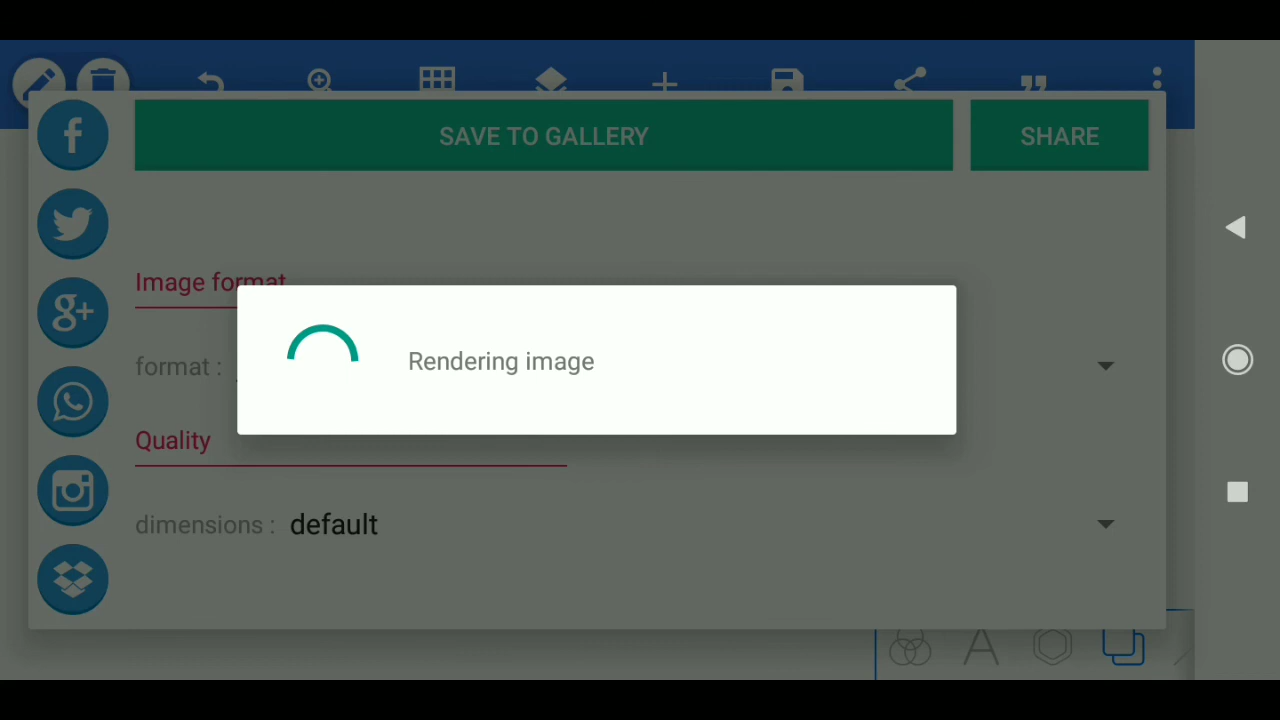 SAVE TO GALLERY
SHARE
Image format
Rendering image
format :
Quality
dimensions : default